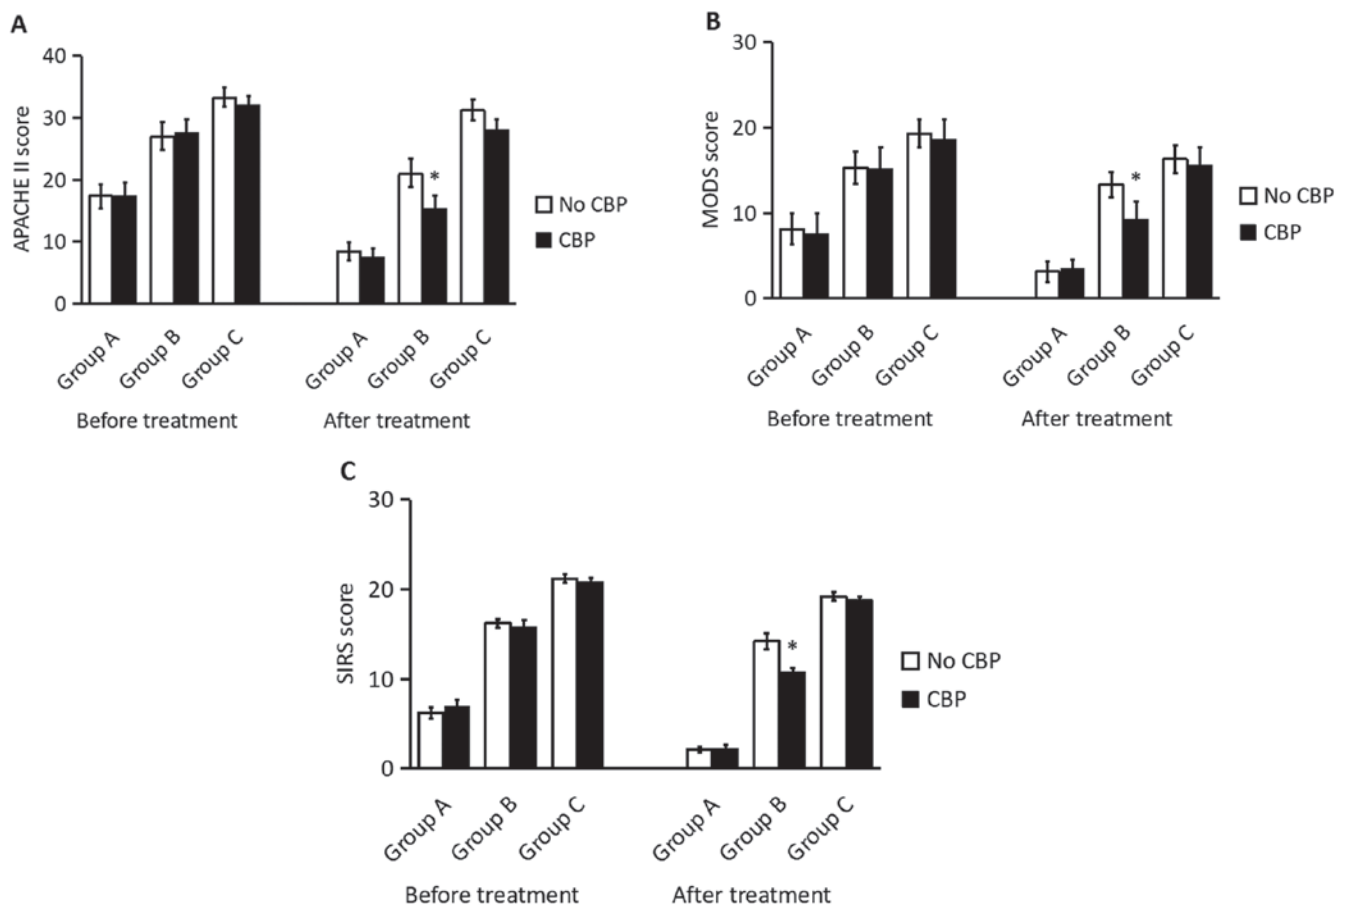 A
APACHE II score
40
30
20
10
0
*
No CBP
CBP
Group A
Group B
Group C
Group A
Group B
Group C
Before treatment
After treatment
B
MODS score
30
20
10
0
*
No CBP
CBP
Group A
Group B
Group C
Group A
Group B
Group C
Before treatment
After treatment
C
SIRS score
30
20
10
0
*
No CBP
CBP
Group A
Group B
Group C
Group A
Group B
Group C
Before treatment
After treatment